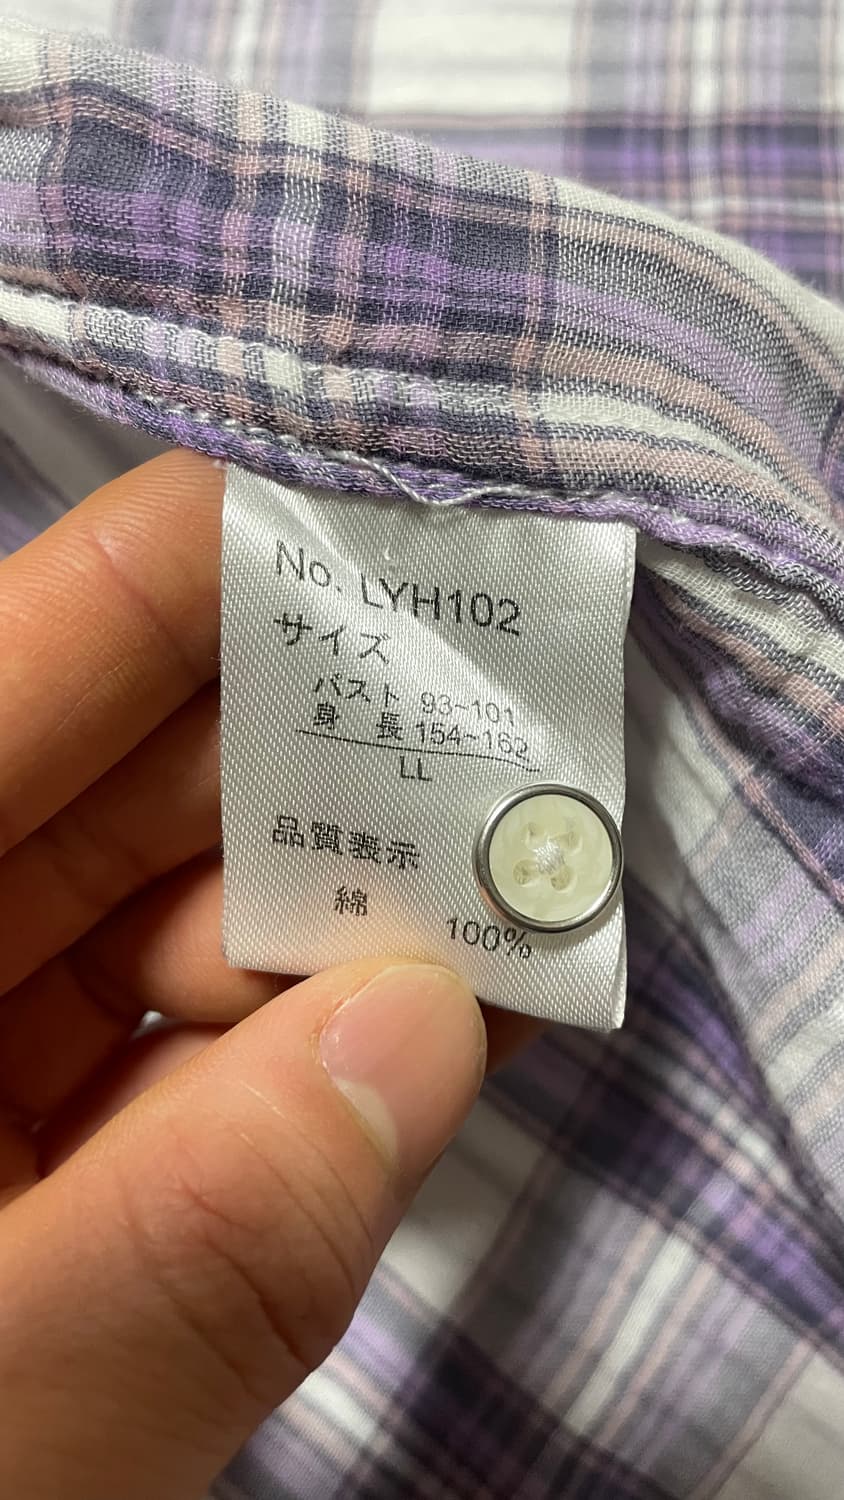 No. LYH102
サイズ
バスト 93~101
身 長 154~162
LL
品質表示
綿 100%